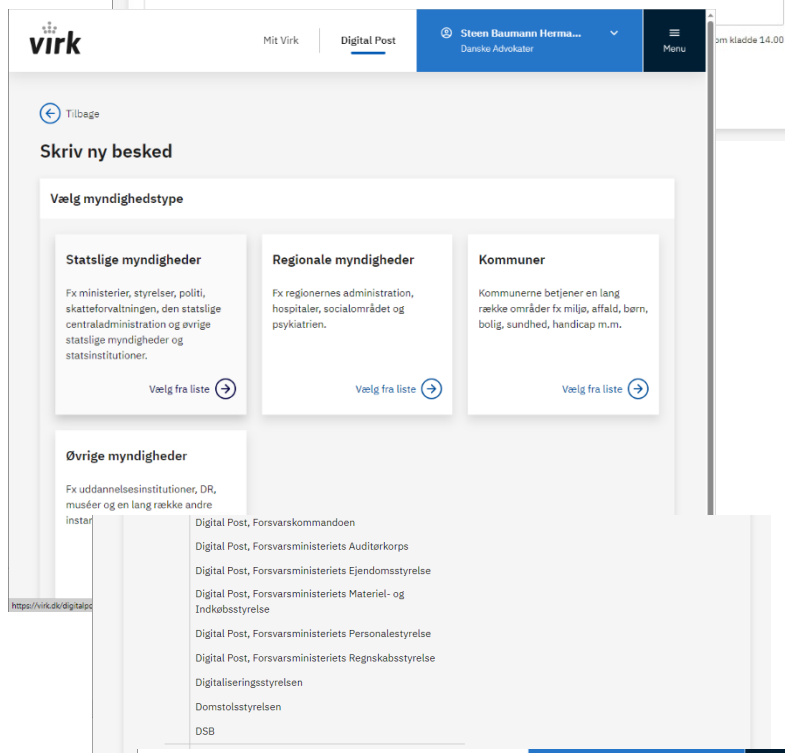 virk
Mit Virk
Digital Post
Steen Baumann Herma...
Danske Advokater
Menu
om kladde 14.00
Tilbage
Skriv ny besked
Vælg myndighedstype
Statslige myndigheder
Fx ministerier, styrelser, politi,
skatteforvaltningen, den statslige
centraladministration og øvrige
statslige myndigheder og
statsinstitutioner.
Vælg fra liste
Regionale myndigheder
Fx regionernes administration,
hospitaler, socialområdet og
psykiatrien.
Vælg fra liste
Kommuner
Kommunerne betjener en lang
række områder fx miljø, affald, børn,
bolig, sundhed, handicap m.m.
Vælg fra liste
Øvrige myndigheder
Fx uddannelsesinstitutioner, DR,
muséer og en lang række andre
instan
https://virk.dk/digitalpo
Digital Post, Forsvarskommandoen
Digital Post, Forsvarsministeriets Auditørkorps
Digital Post, Forsvarsministeriets Ejendomsstyrelse
Digital Post, Forsvarsministeriets Materiel- og
Indkøbsstyrelse
Digital Post, Forsvarsministeriets Personalestyrelse
Digital Post, Forsvarsministeriets Regnskabsstyrelse
Digitaliseringsstyrelsen
Domstolsstyrelsen
DSB